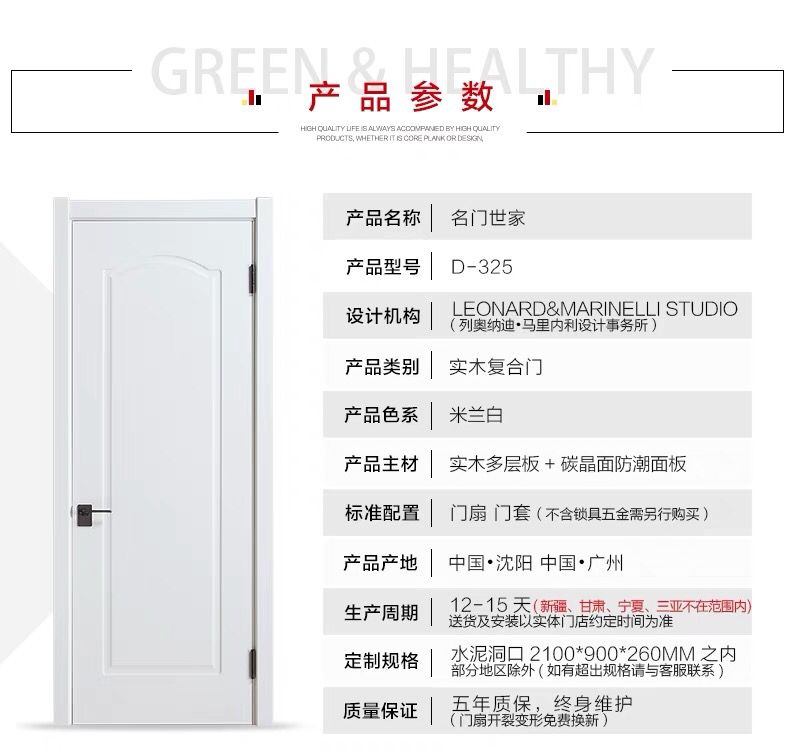 GREEN & HEALTHY
产品参数
HIGH QUALITY LIFE IS ALWAYS ACCOMPANIED BY HIGH QUALITY
PRODUCTS, WHETHER IT IS CORE PLANK OR DESIGN,
产品名称 名门世家
产品型号 D-325
设计机构 LEONARD&MARINELLI STUDIO
(列奥纳迪•马里内利设计事务所)
产品类别 实木复合门
产品色系 米兰白
产品主材 实木多层板 + 碳晶面防潮面板
标准配置 门扇 门套 (不含锁具五金需另行购买)
产品产地 中国•沈阳 中国•广州
生产周期 12-15 天(新疆、甘肃、宁夏、三亚不在范围内)
送货及安装以实体门店约定时间为准
定制规格 水泥洞口 2100*900*260MM 之内
部分地区除外 (如有超出规格请与客服联系)
质量保证 五年质保，终身维护
(门扇开裂变形免费换新)